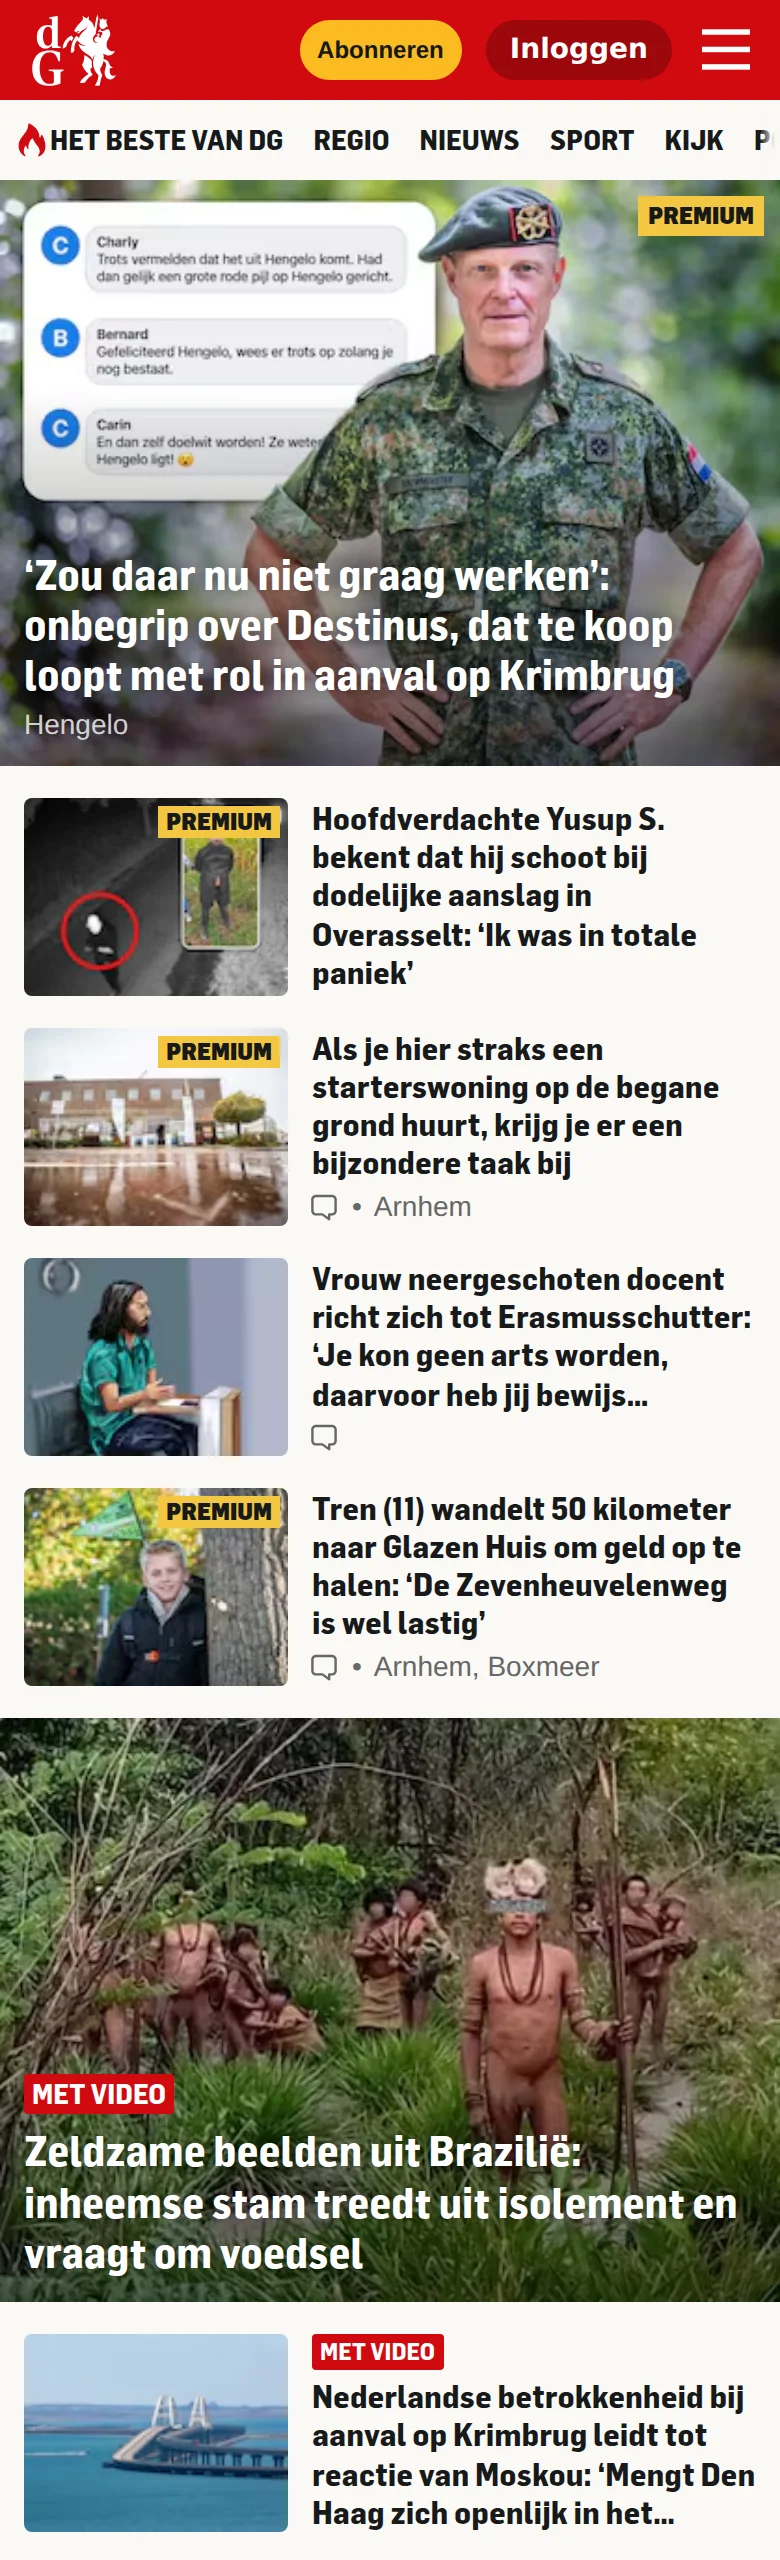 dG
Abonneren
Inloggen
HET BESTE VAN DG REGIO NIEUWS SPORT KIJK
PREMIUM
C
Charly
Trots vermelden dat het uit Hengelo komt. Had
dan gelijk een grote rode pijl op Hengelo gericht.
B
Bernard
Gefeliciteerd Hengelo, wees er trots op zolang je
nog bestaat.
C
Carin
En dan zelf doelwit worden! Ze weten
Hengelo ligt! 😲
‘Zou daar nu niet graag werken’:
onbegrip over Destinus, dat te koop
loopt met rol in aanval op Krimbrug
Hengelo
PREMIUM
Hoofdverdachte Yusup S.
bekent dat hij schoot bij
dodelijke aanslag in
Overasselt: ‘Ik was in totale
paniek’
PREMIUM
Als je hier straks een
starterswoning op de begane
grond huurt, krijg je er een
bijzondere taak bij
• Arnhem
Vrouw neergeschoten docent
richt zich tot Erasmusschutter:
‘Je kon geen arts worden,
daarvoor heb jij bewijs...
PREMIUM
Tren (11) wandelt 50 kilometer
naar Glazen Huis om geld op te
halen: ‘De Zevenheuvelenweg
is wel lastig’
• Arnhem, Boxmeer
MET VIDEO
Zeldzame beelden uit Brazilië:
inheemse stam treedt uit isolement en
vraagt om voedsel
MET VIDEO
Nederlandse betrokkenheid bij
aanval op Krimbrug leidt tot
reactie van Moskou: ‘Mengt Den
Haag zich openlijk in het...